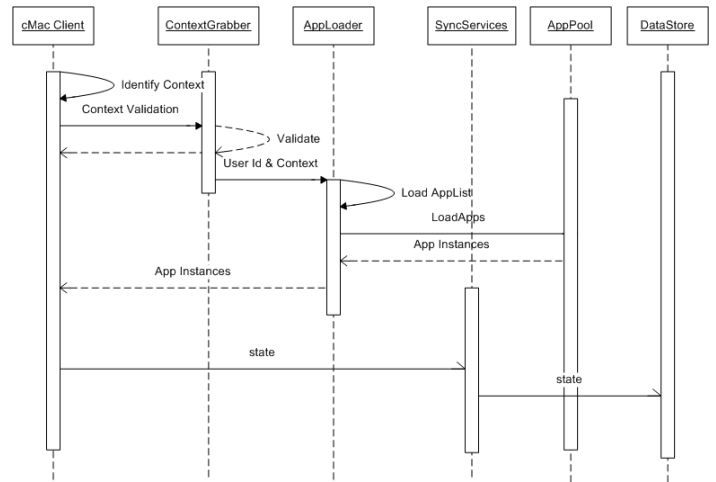 cMac Client
ContextGrabber
AppLoader
SyncServices
AppPool
DataStore
Identify Context
Context Validation
Validate
User Id & Context
Load AppList
LoadApps
App Instances
App Instances
state
state